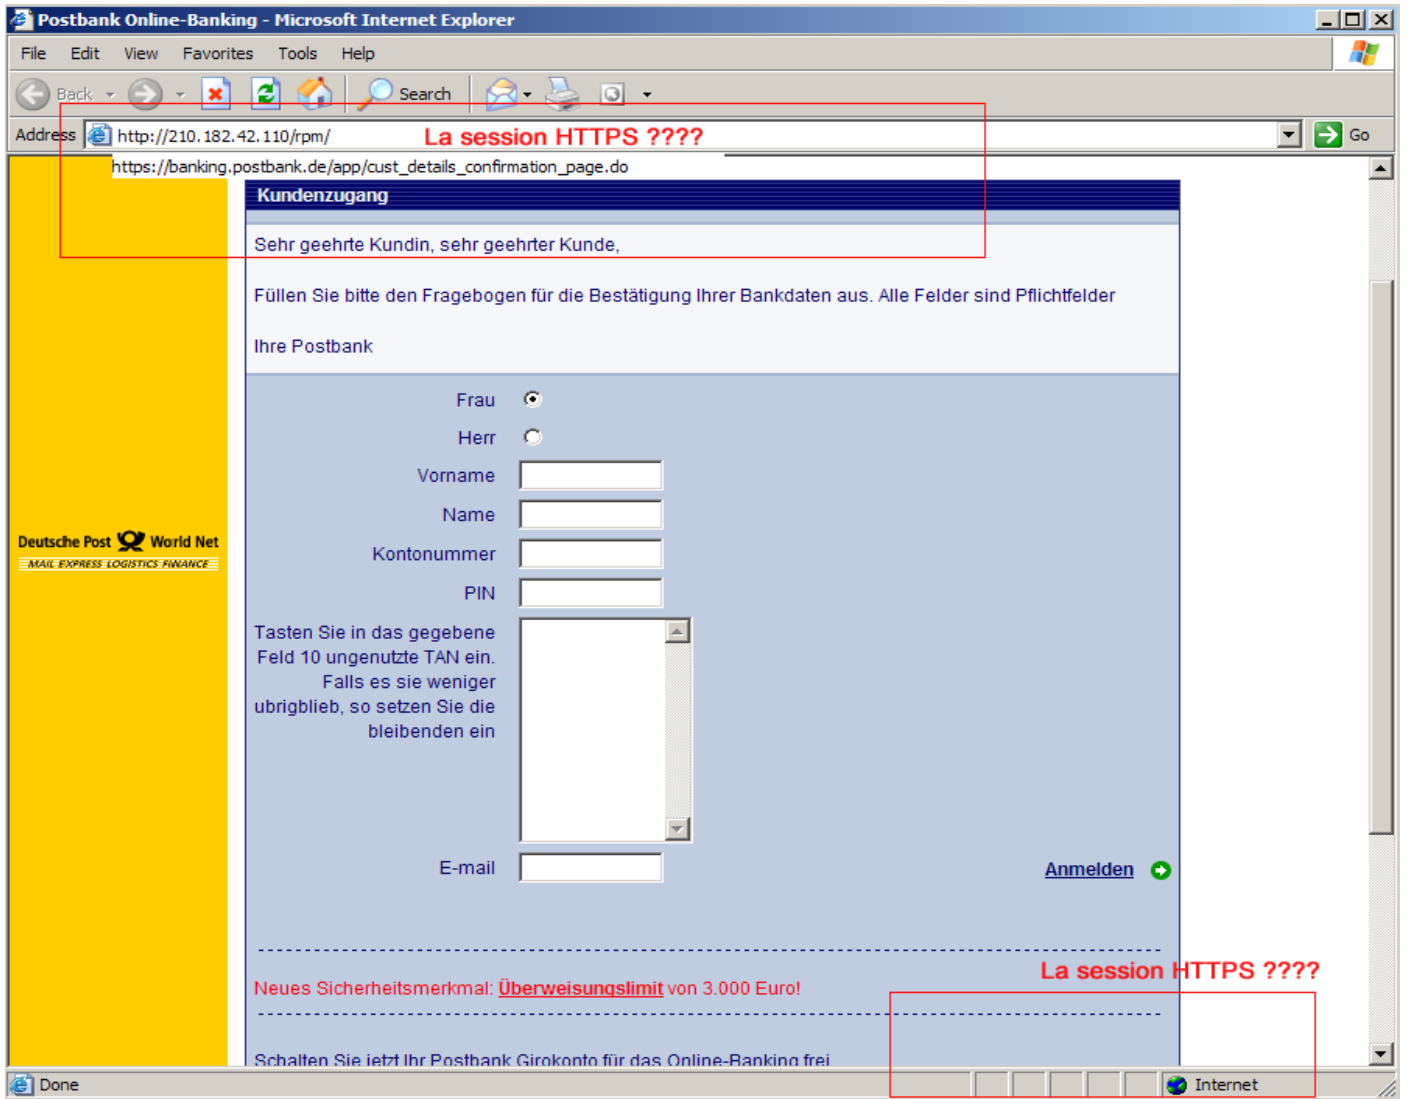 Postbank Online-Banking - Microsoft Internet Explorer
File Edit View Favorites Tools Help
Back Search
Address http://210.182.42.110/rpm/ La session HTTPS ???? Go
https://banking.postbank.de/app/cust_details_confirmation_page.do
Kundenzugang
Sehr geehrte Kundin, sehr geehrter Kunde,
Füllen Sie bitte den Fragebogen für die Bestätigung Ihrer Bankdaten aus. Alle Felder sind Pflichtfelder
Ihre Postbank
Frau
Herr
Vorname
Name
Deutsche Post World Net
MAIL EXPRESS LOGISTICS FINANCE
Kontonummer
PIN
Tasten Sie in das gegebene
Feld 10 ungenutzte TAN ein.
Falls es sie weniger
ubrigblieb, so setzen Sie die
bleibenden ein
E-mail
Anmelden
La session HTTPS ????
Neues Sicherheitsmerkmal: Überweisungslimit von 3.000 Euro!
Schalten Sie jetzt Ihr Postbank Girokonto für das Online-Banking frei
Done Internet